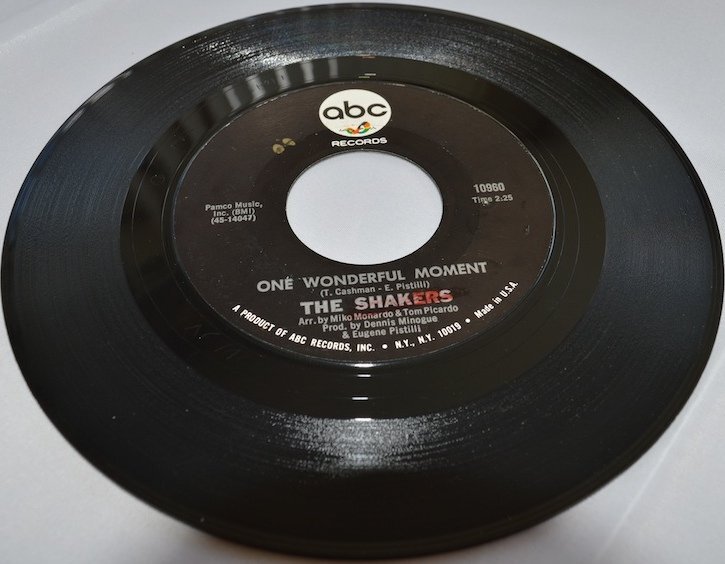 abc
RECORDS
Pamco Music,
Inc. (BMI)
(45-14047)
10960
Time 2:25
ONE WONDERFUL MOMENT
(T. Cashman - E. Pistilli)
THE SHAKERS
Arr. by Miko Monardo & Tom Picardo
Prod. by Dennis Minogue
& Eugene Pistilli
A PRODUCT OF ABC RECORDS, INC. • N.Y., N.Y. 10019 • Made in U.S.A.